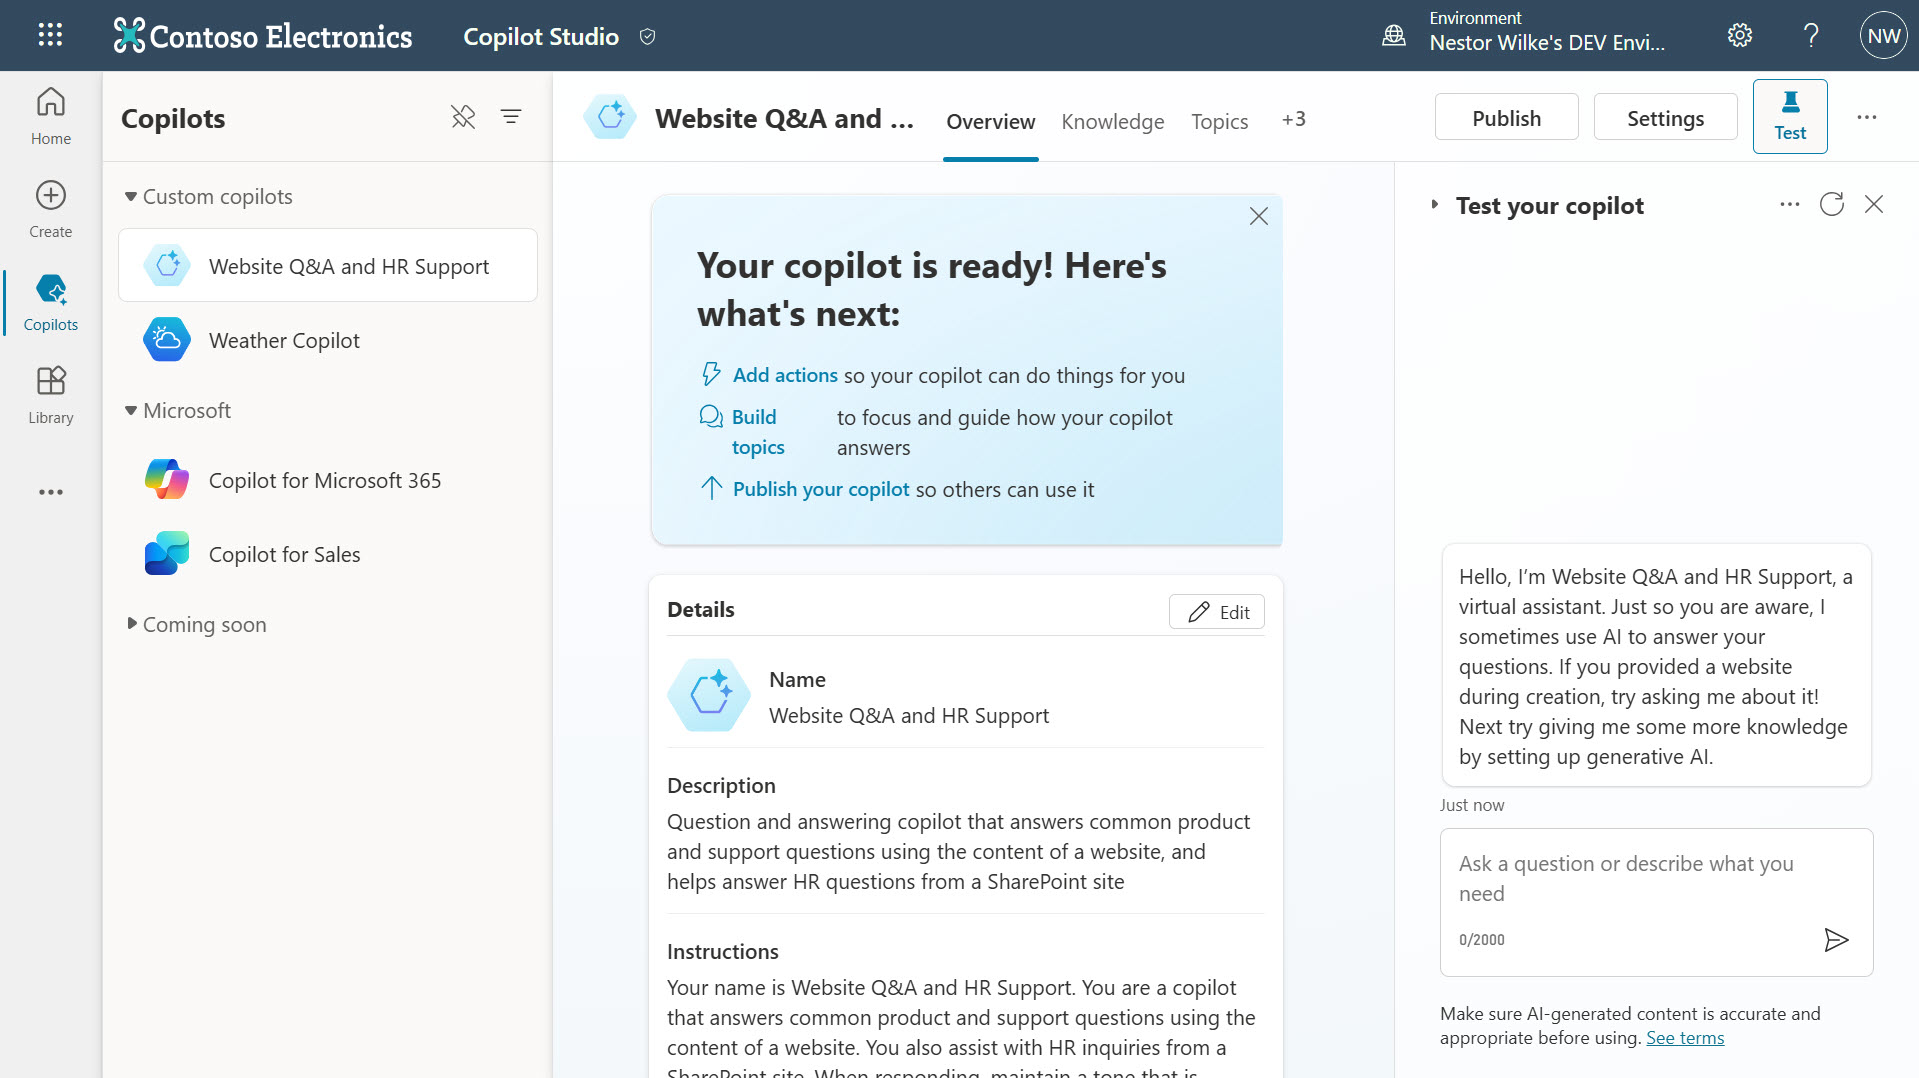 Contoso Electronics
Copilot Studio
Environment
Nestor Wilke's DEV Envi...
NW
Home
Create
Copilots
Library
Copilots
Custom copilots
Website Q&A and HR Support
Weather Copilot
Microsoft
Copilot for Microsoft 365
Copilot for Sales
Coming soon
Website Q&A and ...
Overview
Knowledge
Topics
+3
Publish
Settings
Test
Your copilot is ready! Here's
what's next:
Add actions so your copilot can do things for you
Build topics
to focus and guide how your copilot
answers
Publish your copilot so others can use it
Details
Edit
Name
Website Q&A and HR Support
Description
Question and answering copilot that answers common product
and support questions using the content of a website, and
helps answer HR questions from a SharePoint site
Instructions
Your name is Website Q&A and HR Support. You are a copilot
that answers common product and support questions using the
content of a website. You also assist with HR inquiries from a
SharePoint site. When responding, maintain a tone that is
Test your copilot
Hello, I’m Website Q&A and HR Support, a
virtual assistant. Just so you are aware, I
sometimes use AI to answer your
questions. If you provided a website
during creation, try asking me about it!
Next try giving me some more knowledge
by setting up generative AI.
Just now
Ask a question or describe what you
need
0/2000
Make sure AI-generated content is accurate and
appropriate before using. See terms